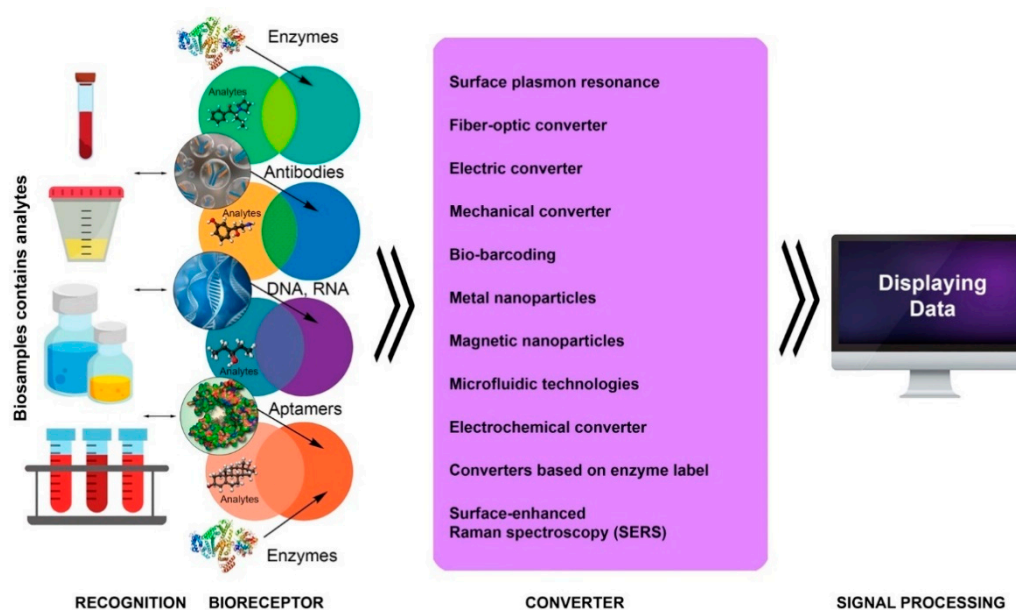 Biosamples contains analytes
Enzymes
Analytes
Antibodies
Analytes
DNA, RNA
Analytes
Aptamers
Analytes
Enzymes
Surface plasmon resonance
Fiber-optic converter
Electric converter
Mechanical converter
Bio-barcoding
Metal nanoparticles
Magnetic nanoparticles
Microfluidic technologies
Electrochemical converter
Converters based on enzyme label
Surface-enhanced
Raman spectroscopy (SERS)
Displaying
Data
RECOGNITION
BIORECEPTOR
CONVERTER
SIGNAL PROCESSING